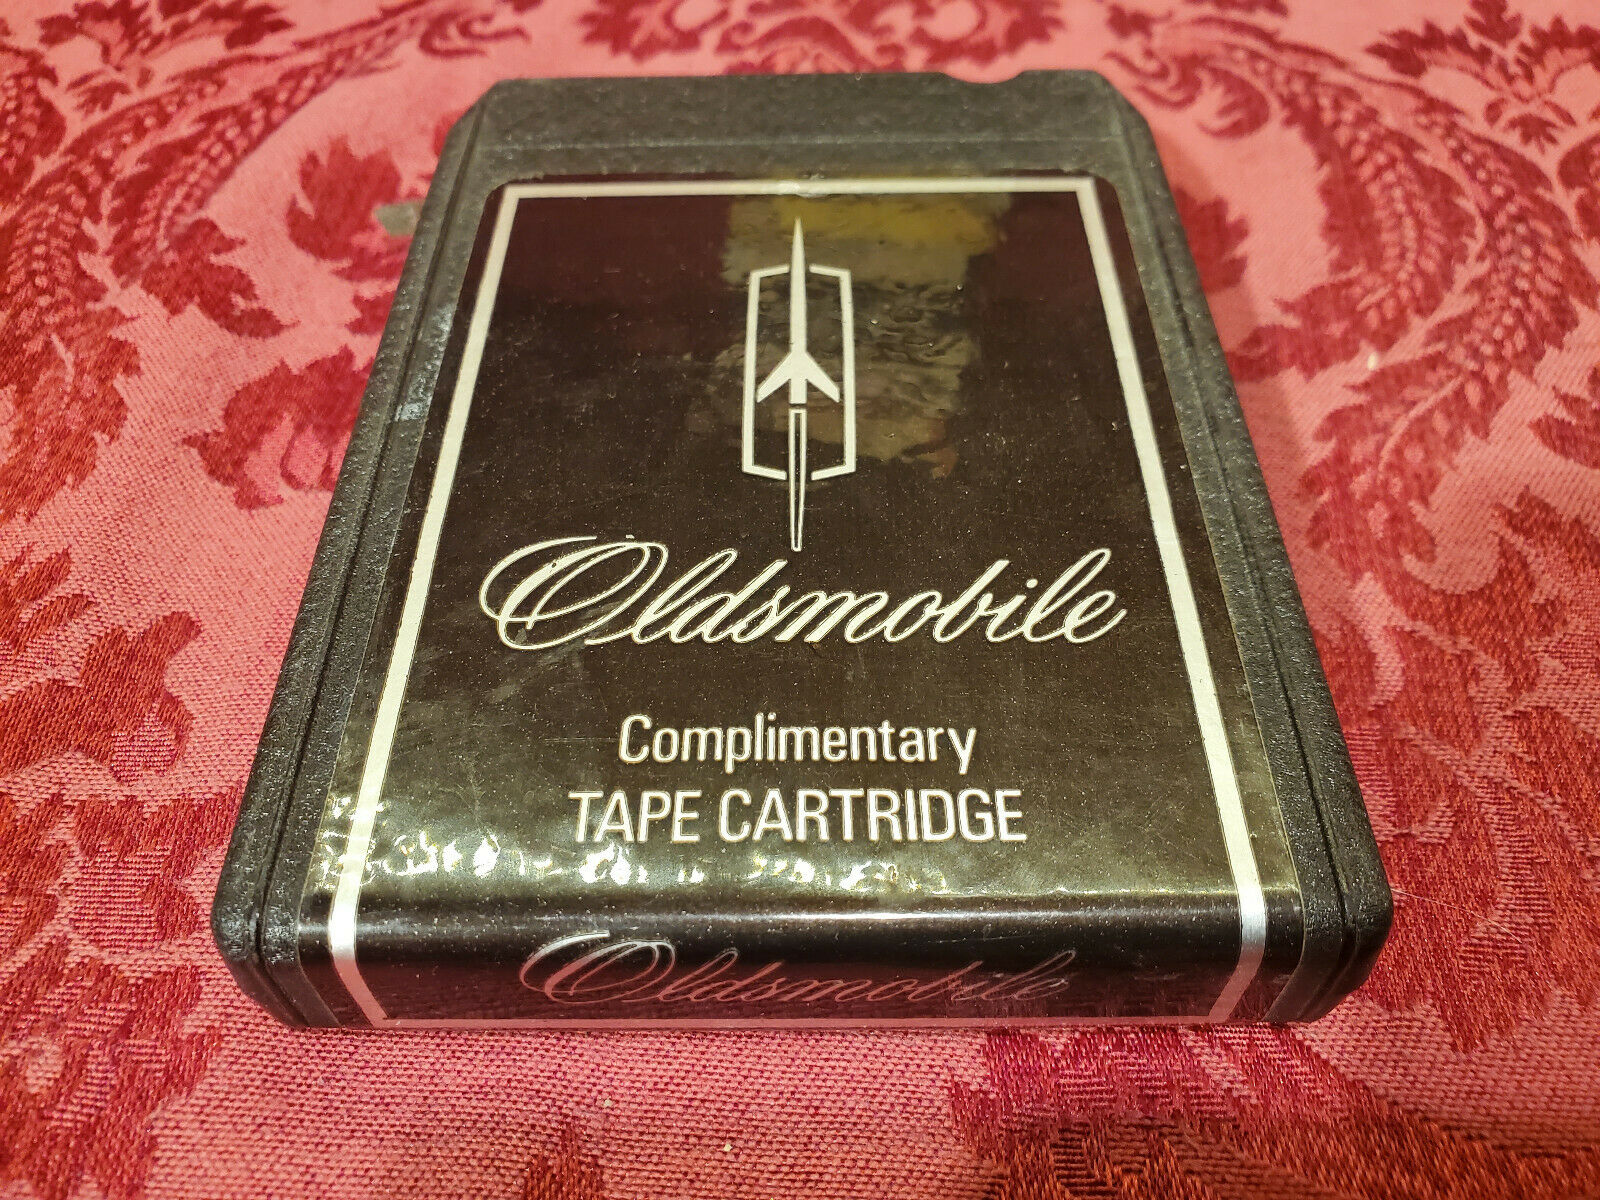 Oldsmobile
Complimentary
TAPE CARTRIDGE
Oldsmobile